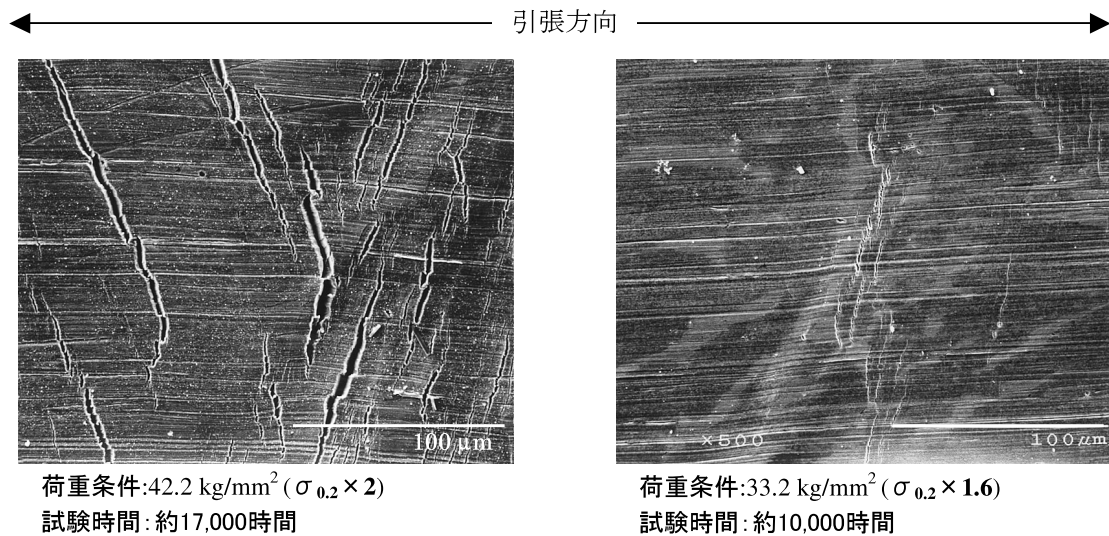 引張方向
100 μm
×500
100μm
荷重条件:42.2 kg/mm² (σ0.2×2)
試験時間:約17,000時間
荷重条件:33.2 kg/mm² (σ0.2×1.6)
試験時間:約10,000時間